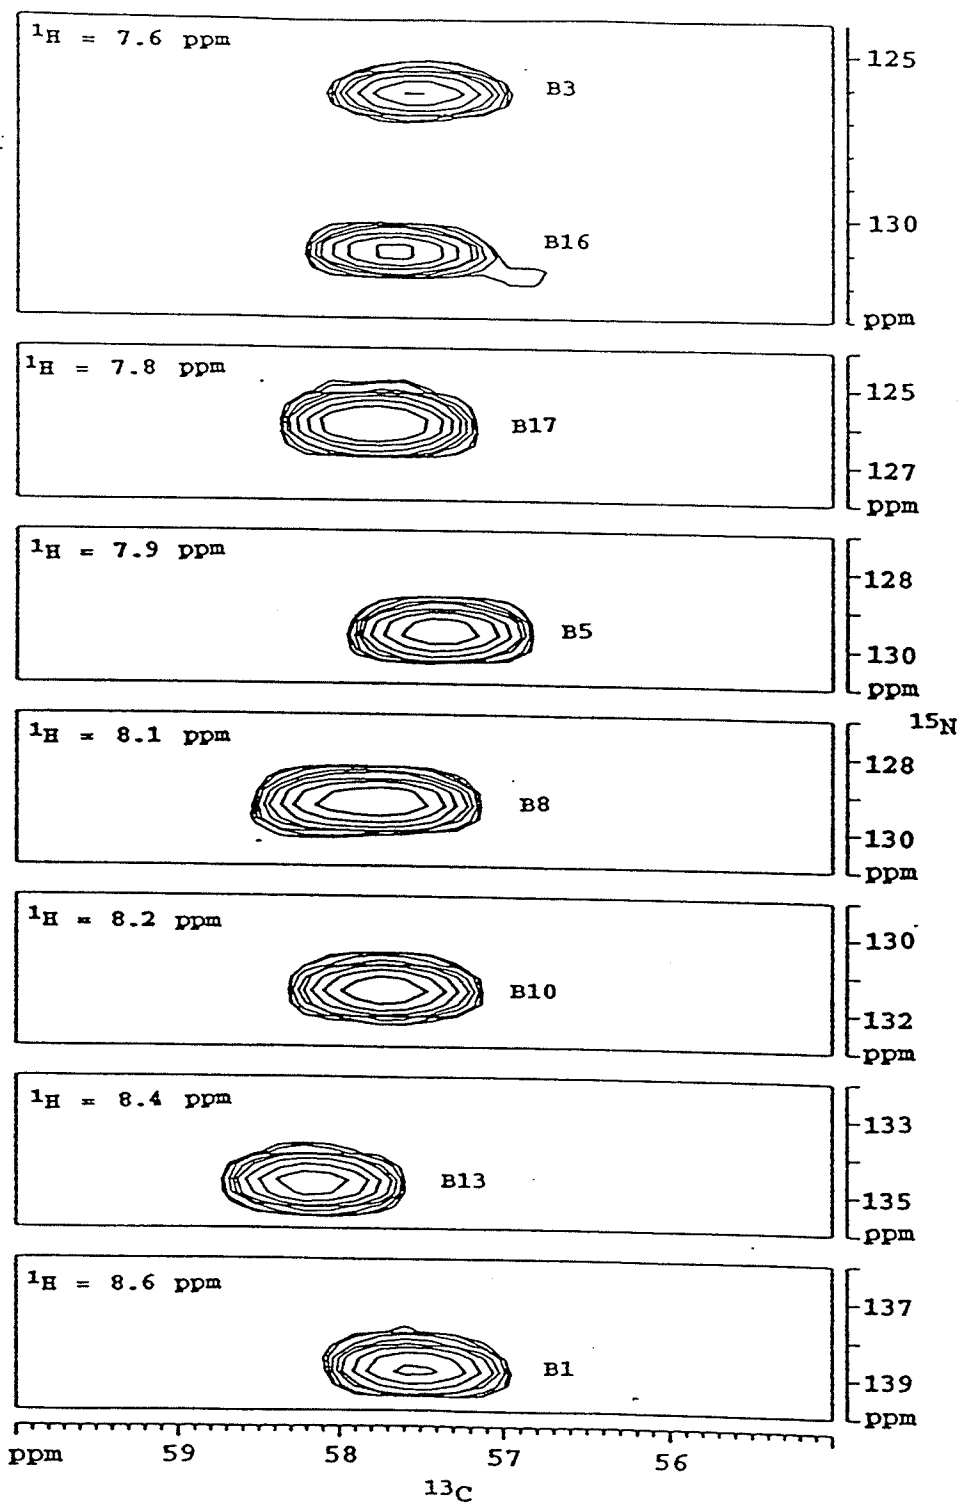 ¹H = 7.6 ppm
B3
B16
125
130
ppm
¹H = 7.8 ppm
B17
125
127
ppm
¹H = 7.9 ppm
B5
128
130
ppm
¹⁵N
¹H = 8.1 ppm
B8
128
130
ppm
¹H = 8.2 ppm
B10
130
132
ppm
¹H = 8.4 ppm
B13
133
135
ppm
¹H = 8.6 ppm
B1
137
139
ppm
ppm 59 58 57 56
¹³C